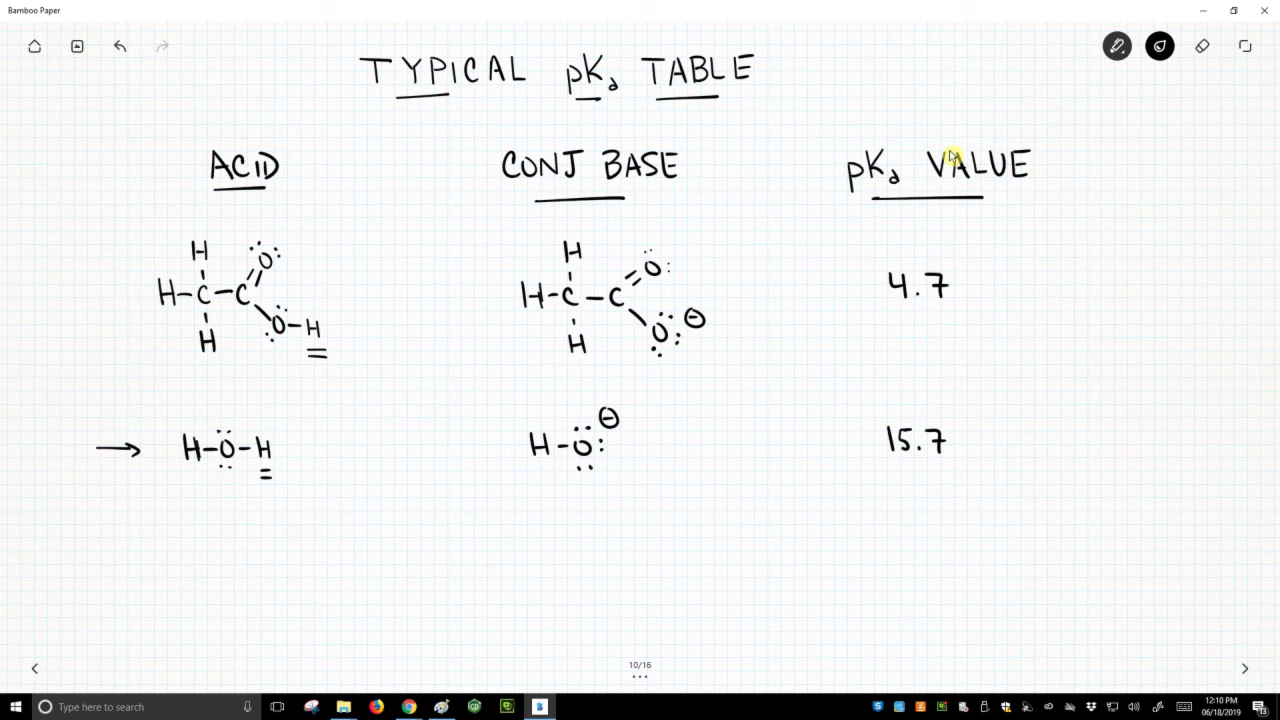 Bamboo Paper
TYPICAL pKa TABLE
ACID CONJ BASE pKa VALUE
H H
H-C-C=O H-C-C=O 4.7
O-H O⊖
H H
→ H-O-H H-O:⊖ 15.7
10/16
Type here to search
12:10 PM
06/18/2019
13